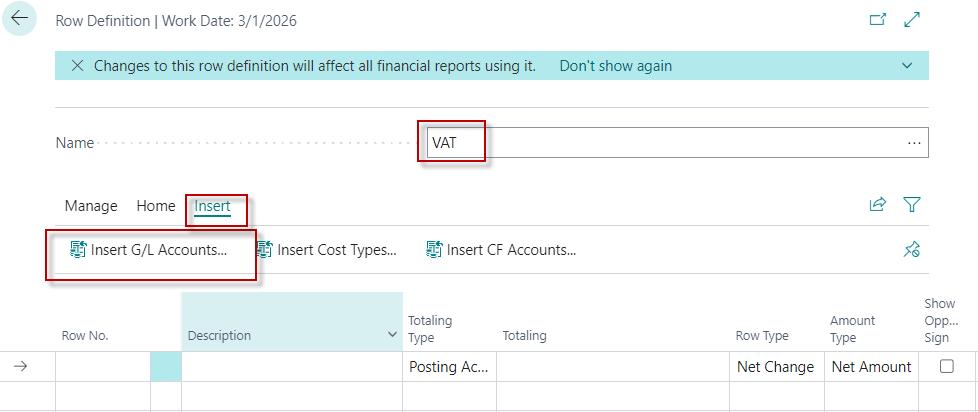 Row Definition | Work Date: 3/1/2026
Changes to this row definition will affect all financial reports using it. Don't show again
Name VAT ...
Manage Home Insert
Insert G/L Accounts... Insert Cost Types... Insert CF Accounts...
Row No. Description Totaling Type Totaling Row Type Amount Type Show Opp... Sign
Posting Ac... Net Change Net Amount